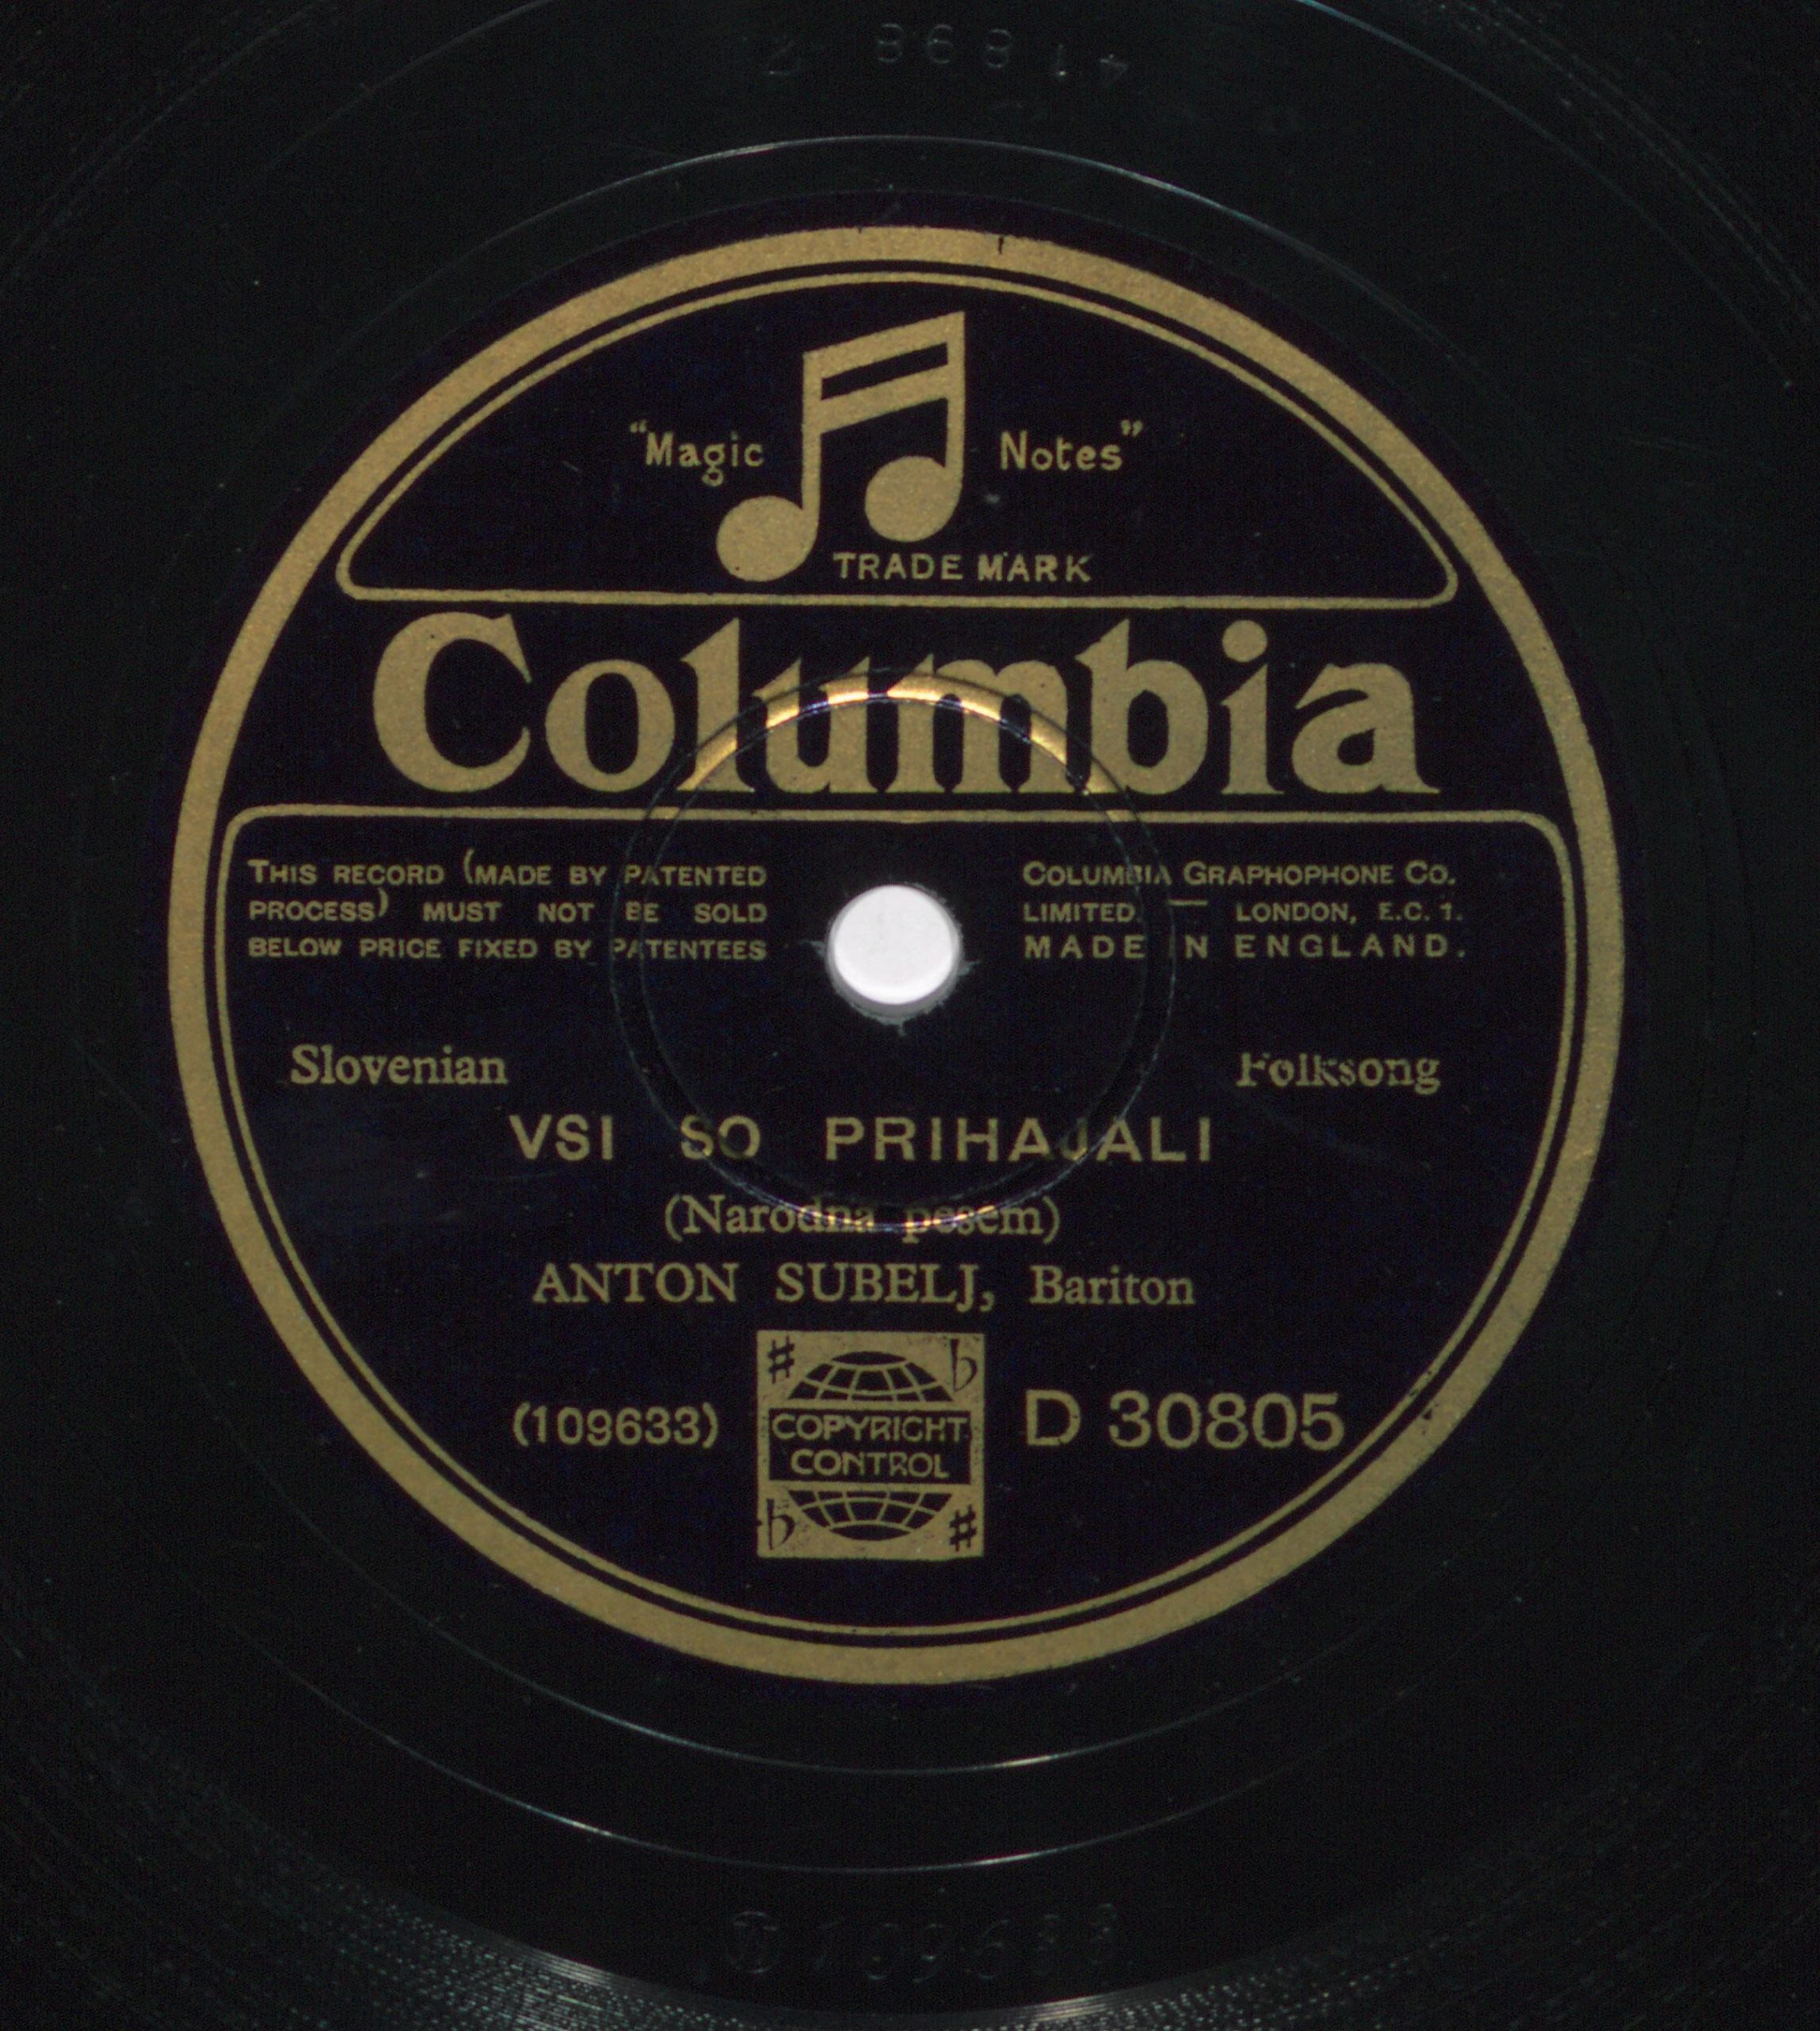 "Magic Notes"
TRADE MARK
Columbia
THIS RECORD (MADE BY PATENTED
PROCESS) MUST NOT BE SOLD
BELOW PRICE FIXED BY PATENTEES
COLUMBIA GRAPHOPHONE CO.
LIMITED. — LONDON, E.C. 1.
MADE IN ENGLAND.
Slovenian Folksong
VSI SO PRIHAJALI
(Narodna pesem)
ANTON SUBELJ, Bariton
(109633)
COPYRIGHT
CONTROL
D 30805
109633